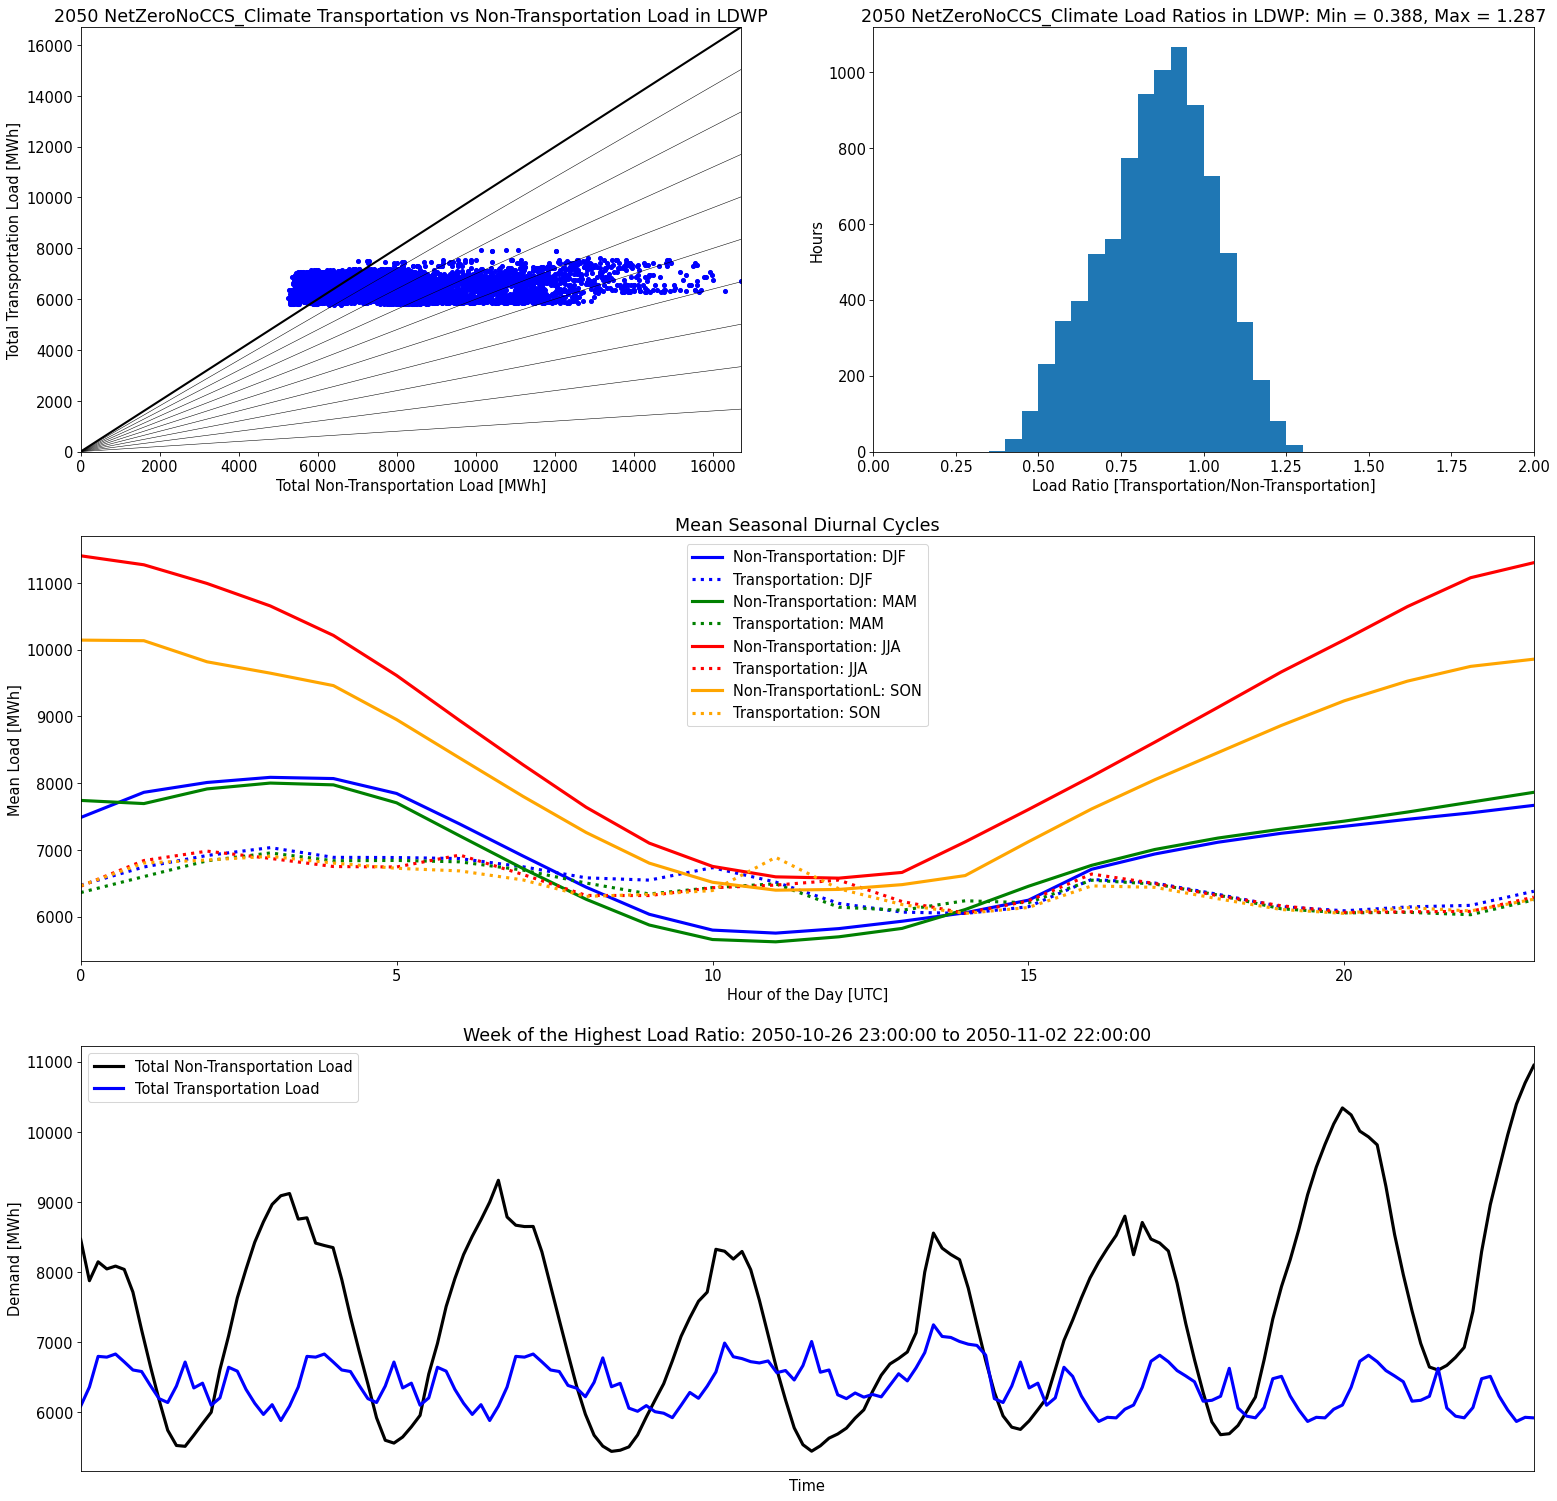 2050 NetZeroNoCCS_Climate Transportation vs Non-Transportation Load in LDWP
Total Transportation Load [MWh]
16000
14000
12000
10000
8000
6000
4000
2000
0
0 2000 4000 6000 8000 10000 12000 14000 16000
Total Non-Transportation Load [MWh]
2050 NetZeroNoCCS_Climate Load Ratios in LDWP: Min = 0.388, Max = 1.287
Hours
1000
800
600
400
200
0
0.00 0.25 0.50 0.75 1.00 1.25 1.50 1.75 2.00
Load Ratio [Transportation/Non-Transportation]
Mean Seasonal Diurnal Cycles
Mean Load [MWh]
11000
10000
9000
8000
7000
6000
Non-Transportation: DJF
Transportation: DJF
Non-Transportation: MAM
Transportation: MAM
Non-Transportation: JJA
Transportation: JJA
Non-TransportationL: SON
Transportation: SON
0 5 10 15 20
Hour of the Day [UTC]
Week of the Highest Load Ratio: 2050-10-26 23:00:00 to 2050-11-02 22:00:00
Demand [MWh]
11000
10000
9000
8000
7000
6000
Total Non-Transportation Load
Total Transportation Load
Time